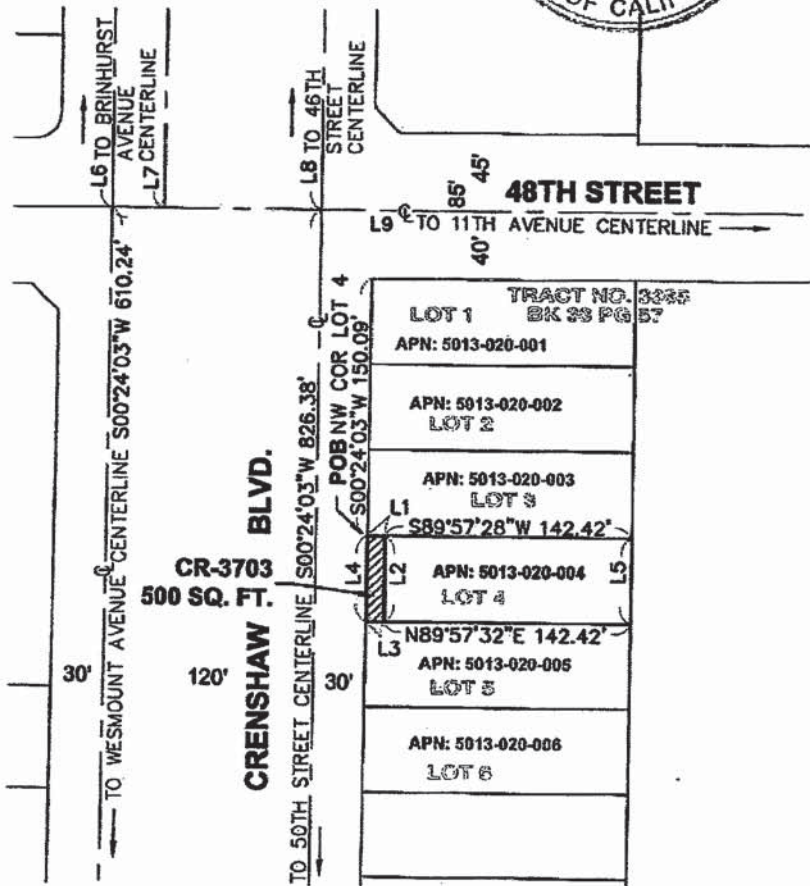 OF CALIF
L6 TO BRINHURST
AVENUE
CENTERLINE
L7
L8 TO 46TH
STREET
CENTERLINE
85' 45'
48TH STREET
L9 ℄ TO 11TH AVENUE CENTERLINE
40'
TRACT NO. 3385
LOT 1 BK 38 PG 57
APN: 5013-020-001
APN: 5013-020-002
LOT 2
APN: 5013-020-003
LOT 3
L1
S89°57'28"W 142.42'
POB NW COR LOT 4
S00°24'03"W 150.09'
CR-3703
500 SQ. FT.
L4
L2
APN: 5013-020-004
LOT 4
L5
N89°57'32"E 142.42'
L3
APN: 5013-020-005
LOT 5
APN: 5013-020-006
LOT 6
30'
120'
30'
CRENSHAW BLVD.
℄
TO WESMOUNT AVENUE CENTERLINE S00°24'03"W 610.24'
℄
TO 50TH STREET CENTERLINE S00°24'03"W 826.38'